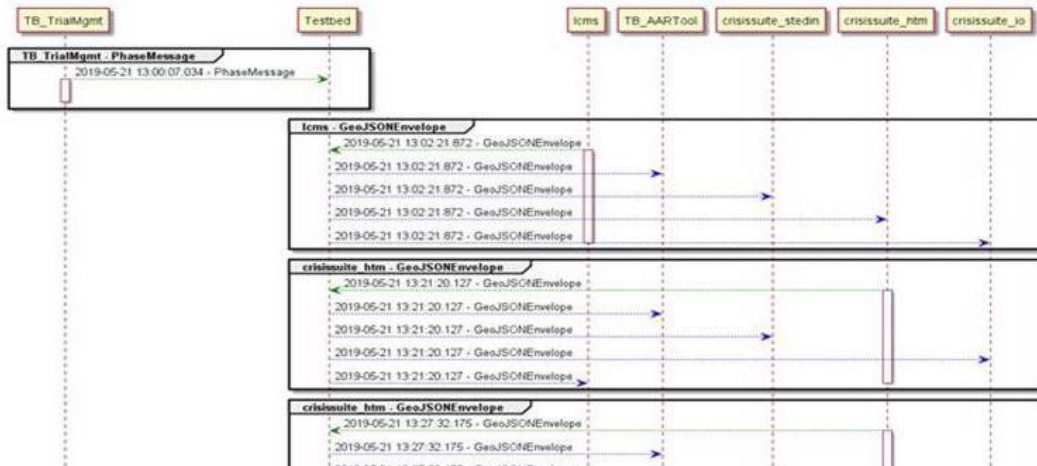 TB_TrialMgmt
Testbed
lcms
TB_AARTool
crisissuite_stedin
crisissuite_htm
crisissuite_io
TB_TrialMgmt - PhaseMessage
2019-05-21 13:00:07.034 - PhaseMessage
lcms - GeoJSONEnvelope
2019-05-21 13:02:21.872 - GeoJSONEnvelope
2019-05-21 13:02:21.872 - GeoJSONEnvelope
2019-05-21 13:02:21.872 - GeoJSONEnvelope
2019-05-21 13:02:21.872 - GeoJSONEnvelope
2019-05-21 13:02:21.872 - GeoJSONEnvelope
crisissuite_htm - GeoJSONEnvelope
2019-05-21 13:21:20.127 - GeoJSONEnvelope
2019-05-21 13:21:20.127 - GeoJSONEnvelope
2019-05-21 13:21:20.127 - GeoJSONEnvelope
2019-05-21 13:21:20.127 - GeoJSONEnvelope
2019-05-21 13:21:20.127 - GeoJSONEnvelope
crisissuite_htm - GeoJSONEnvelope
2019-05-21 13:27:32.175 - GeoJSONEnvelope
2019-05-21 13:27:32.175 - GeoJSONEnvelope